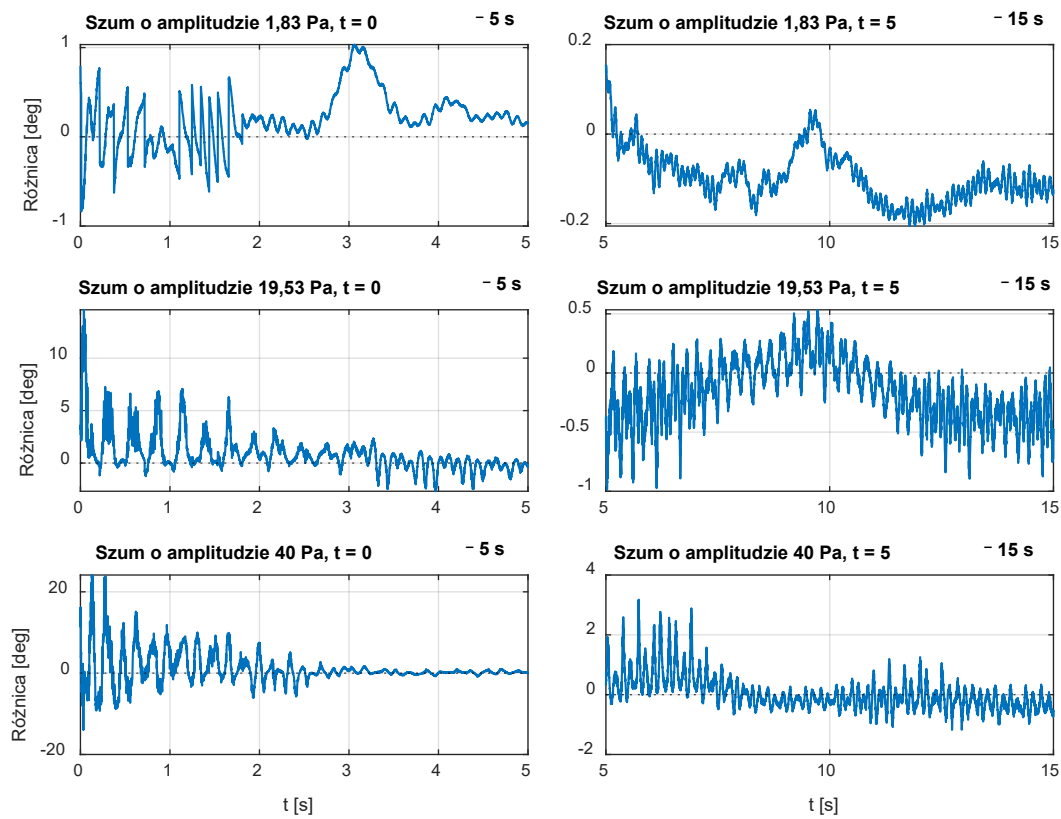 Szum o amplitudzie 1,83 Pa, t = 0 – 5 s
1
0
-1
Różnica [deg]
0 1 2 3 4 5
Szum o amplitudzie 1,83 Pa, t = 5 – 15 s
0.2
0
-0.2
5 10 15
Szum o amplitudzie 19,53 Pa, t = 0 – 5 s
10
5
0
Różnica [deg]
0 1 2 3 4 5
Szum o amplitudzie 19,53 Pa, t = 5 – 15 s
0.5
0
-0.5
-1
5 10 15
Szum o amplitudzie 40 Pa, t = 0 – 5 s
20
0
-20
Różnica [deg]
0 1 2 3 4 5
t [s]
Szum o amplitudzie 40 Pa, t = 5 – 15 s
4
2
0
-2
5 10 15
t [s]